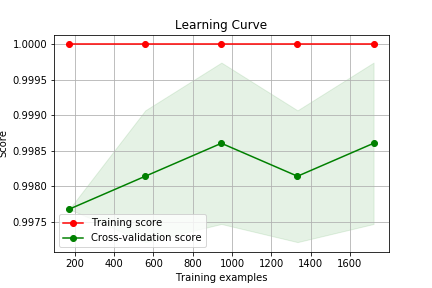 Learning Curve
1.0000
0.9995
0.9990
0.9985
0.9980
0.9975
Score
Training score
Cross-validation score
200 400 600 800 1000 1200 1400 1600
Training examples